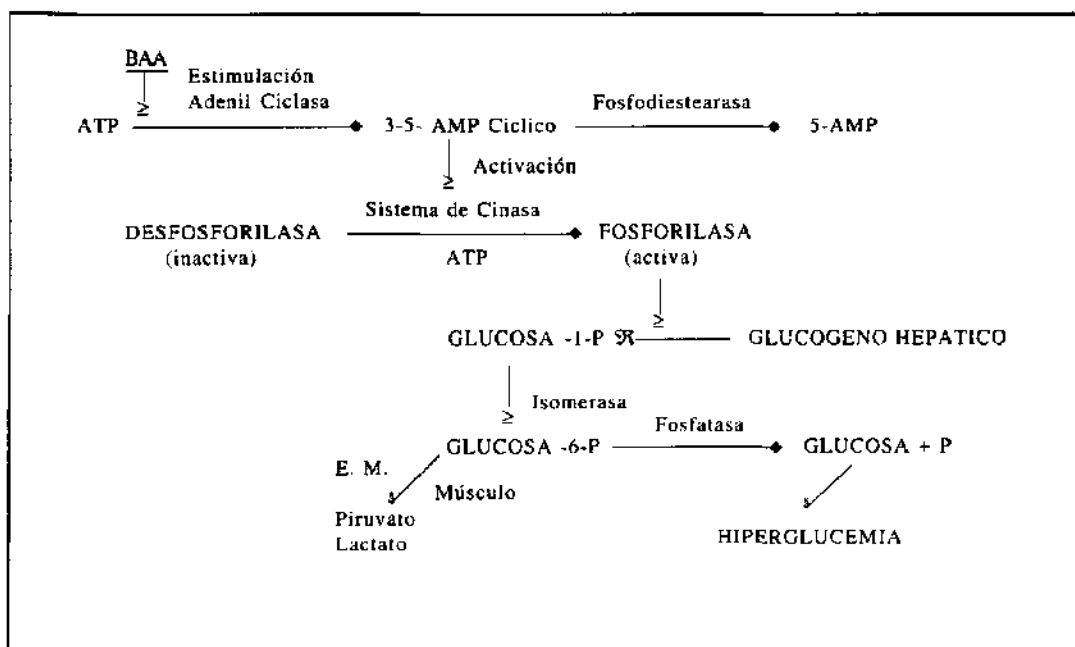 BAA
Estimulación
Adenil Ciclasa
Fosfodiestearasa
ATP
3-5- AMP Ciclico
5-AMP
Activación
Sistema de Cinasa
DESFOSFORILASA
(inactiva)
ATP
FOSFORILASA
(activa)
GLUCOSA -1-P ℜ
GLUCOGENO HEPATICO
Isomerasa
GLUCOSA -6-P
Fosfatasa
GLUCOSA + P
E. M.
Músculo
Piruvato
Lactato
HIPERGLUCEMIA